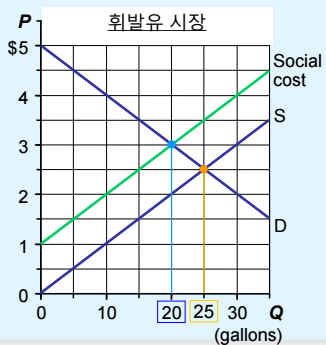 P 휘발유 시장
$5
Social
cost
4
S
3
2
D
1
0
0 10 20 25 30 Q
(gallons)